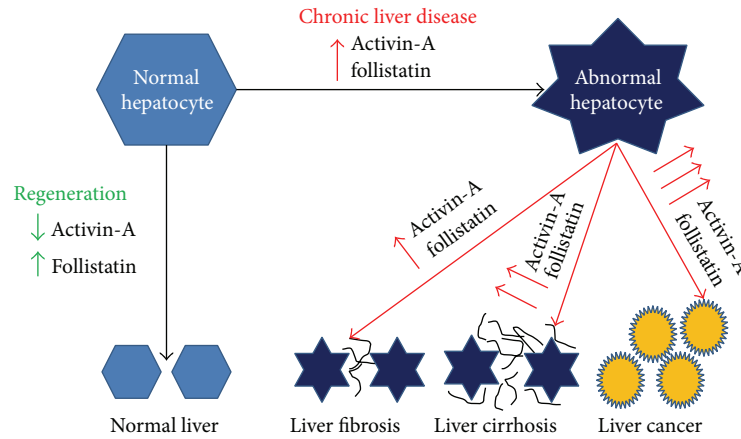 Chronic liver disease
Activin-A
follistatin
Normal
hepatocyte
Abnormal
hepatocyte
Regeneration
↓ Activin-A
↑ Follistatin
Activin-A
follistatin
Activin-A
follistatin
Activin-A
follistatin
Normal liver
Liver fibrosis
Liver cirrhosis
Liver cancer